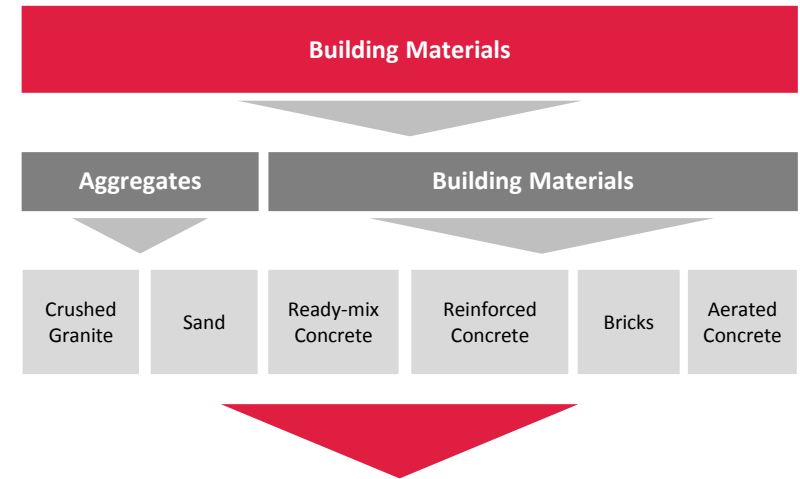 Building Materials
Aggregates
Building Materials
Crushed
Granite
Sand
Ready-mix
Concrete
Reinforced
Concrete
Bricks
Aerated
Concrete